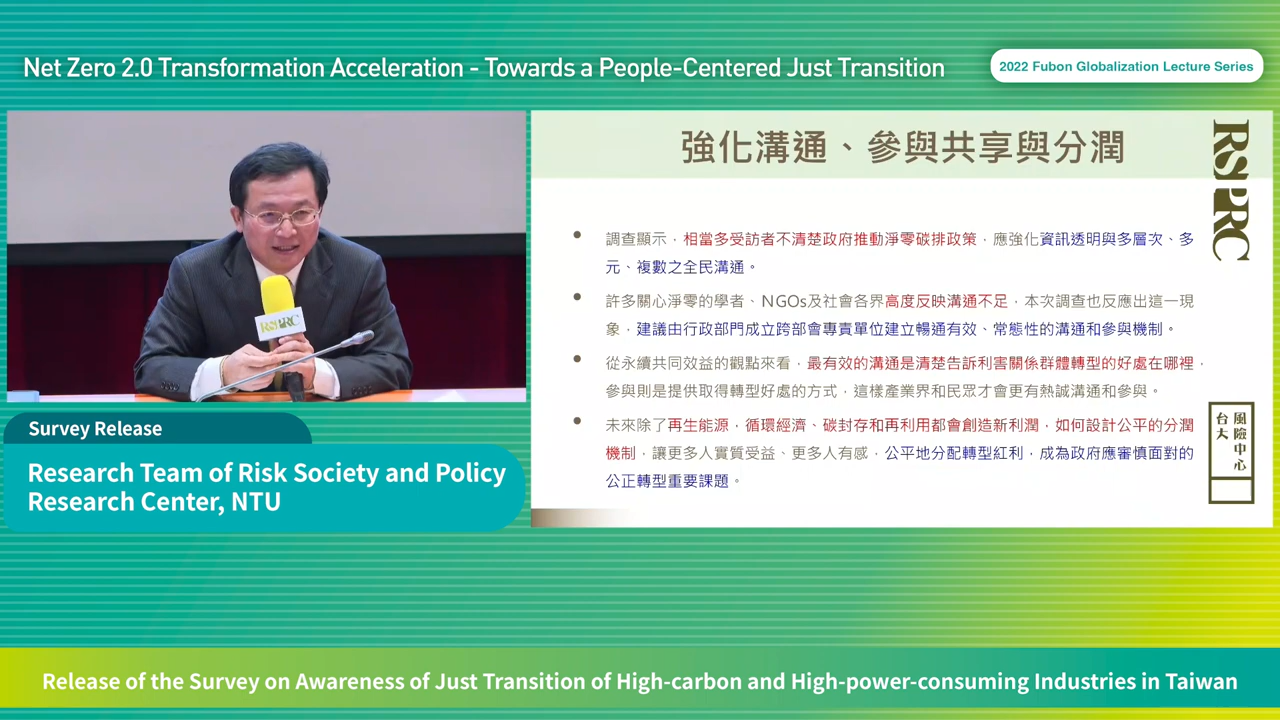 Net Zero 2.0 Transformation Acceleration - Towards a People-Centered Just Transition
2022 Fubon Globalization Lecture Series
強化溝通、參與共享與分潤
RSPRC
調查顯示，相當多受訪者不清楚政府推動淨零碳排政策，應強化資訊透明與多層次、多
元、複數之全民溝通。
許多關心淨零的學者、NGOs及社會各界高度反映溝通不足，本次調查也反應出這一現
象，建議由行政部門成立跨部會專責單位建立暢通有效、常態性的溝通和參與機制。
從永續共同效益的觀點來看，最有效的溝通是清楚告訴利害關係群體轉型的好處在哪裡，
參與則是提供取得轉型好處的方式，這樣產業界和民眾才會更有熱誠溝通和參與。
未來除了再生能源，循環經濟、碳封存和再利用都會創造新利潤，如何設計公平的分潤
機制，讓更多人實質受益、更多人有感，公平地分配轉型紅利，成為政府應審慎面對的
公正轉型重要課題。
風險中心
台大
RSPRC
Survey Release
Research Team of Risk Society and Policy
Research Center, NTU
Release of the Survey on Awareness of Just Transition of High-carbon and High-power-consuming Industries in Taiwan